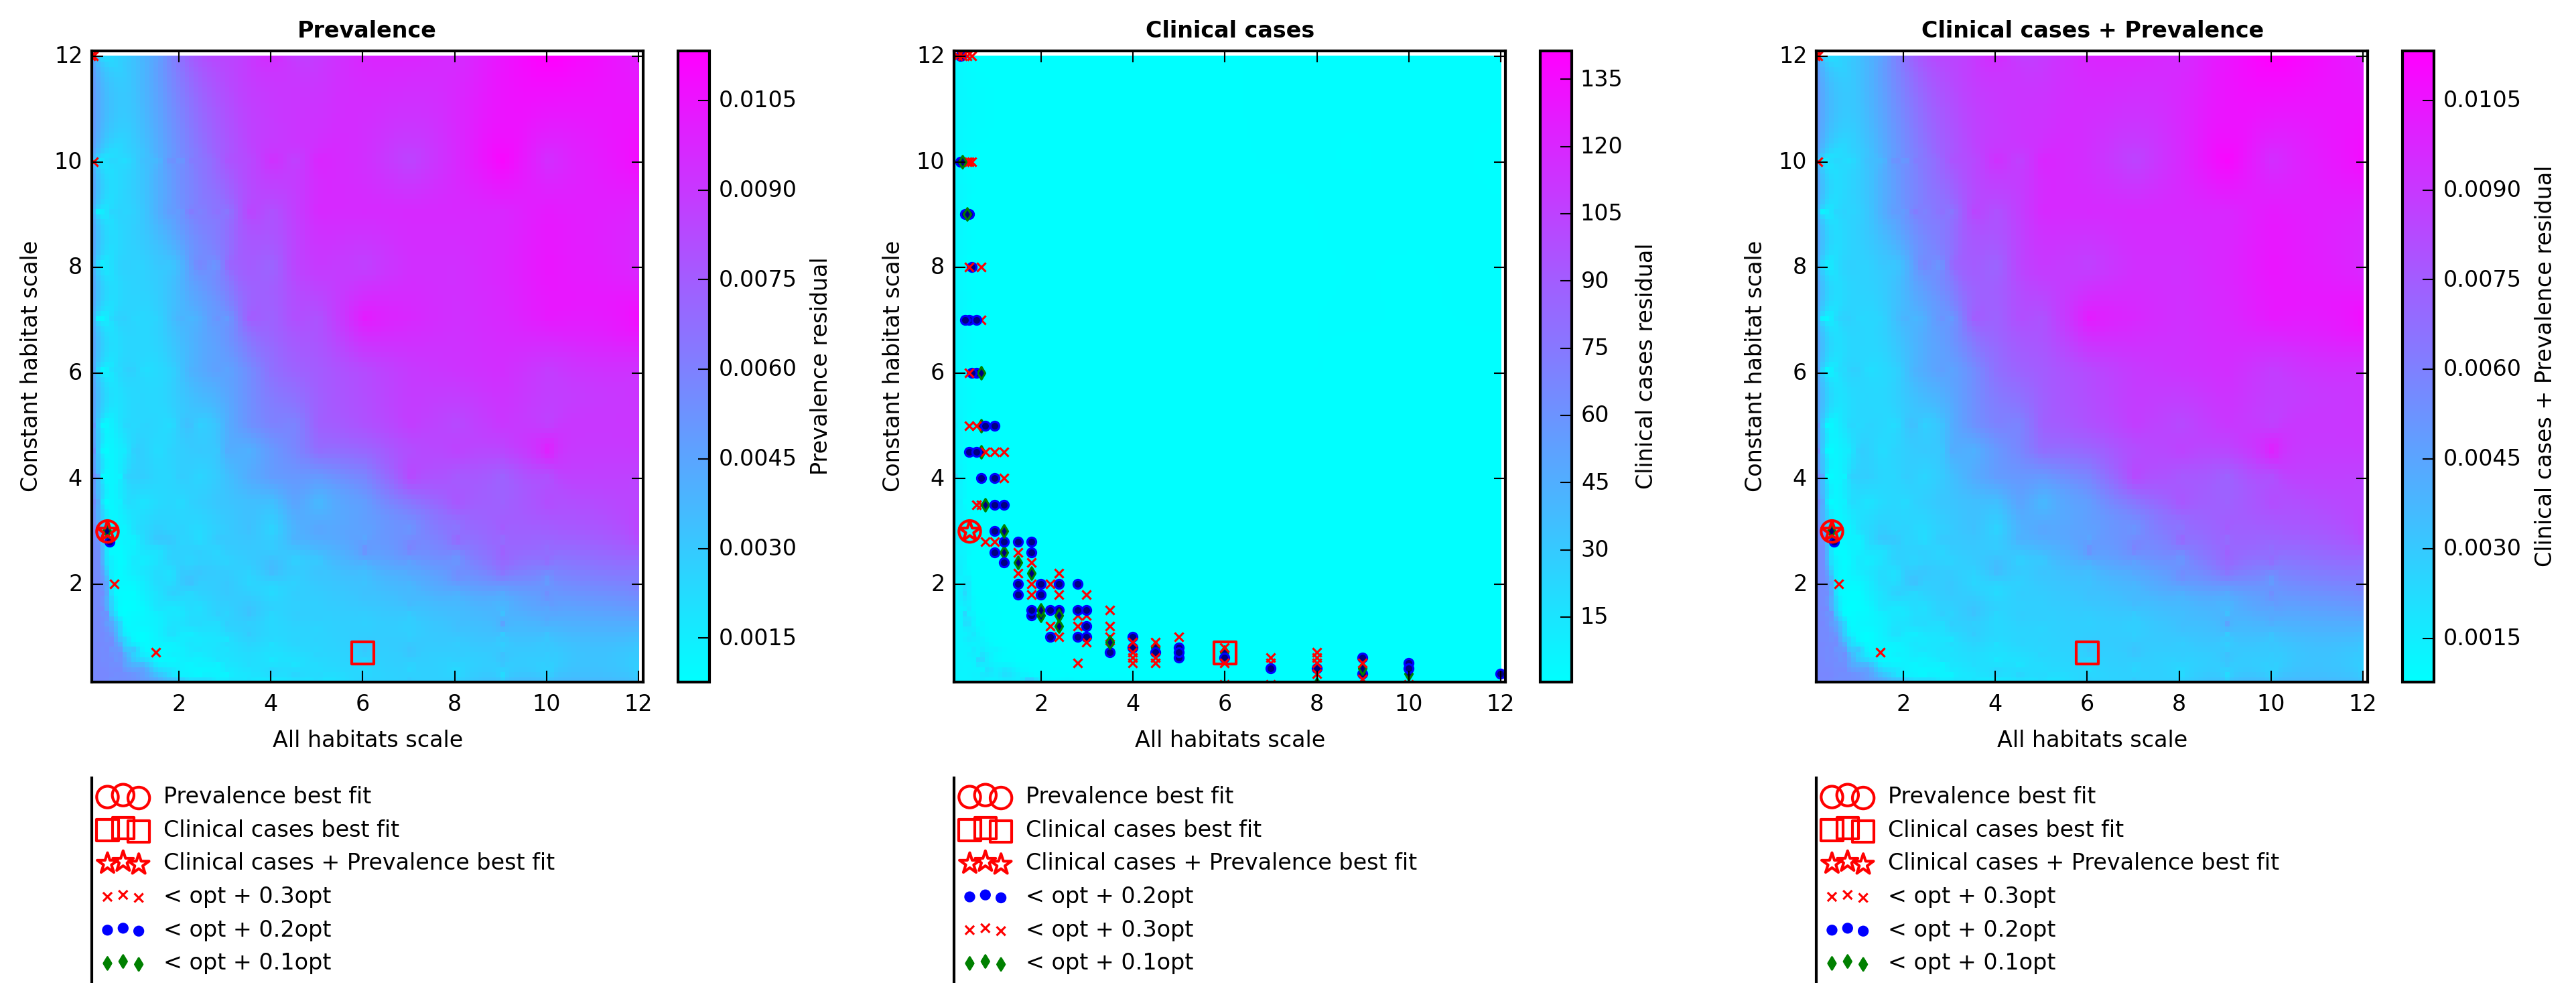 Prevalence
Clinical cases
Clinical cases + Prevalence
12
10
8
6
4
2
Constant habitat scale
2 4 6 8 10 12
All habitats scale
0.0105
0.0090
0.0075
0.0060
0.0045
0.0030
0.0015
Prevalence residual
12
10
8
6
4
2
Constant habitat scale
2 4 6 8 10 12
All habitats scale
135
120
105
90
75
60
45
30
15
Clinical cases residual
12
10
8
6
4
2
Constant habitat scale
2 4 6 8 10 12
All habitats scale
0.0105
0.0090
0.0075
0.0060
0.0045
0.0030
0.0015
Clinical cases + Prevalence residual
Prevalence best fit
Clinical cases best fit
Clinical cases + Prevalence best fit
< opt + 0.3opt
< opt + 0.2opt
< opt + 0.1opt
Prevalence best fit
Clinical cases best fit
Clinical cases + Prevalence best fit
< opt + 0.2opt
< opt + 0.3opt
< opt + 0.1opt
Prevalence best fit
Clinical cases best fit
Clinical cases + Prevalence best fit
< opt + 0.3opt
< opt + 0.2opt
< opt + 0.1opt